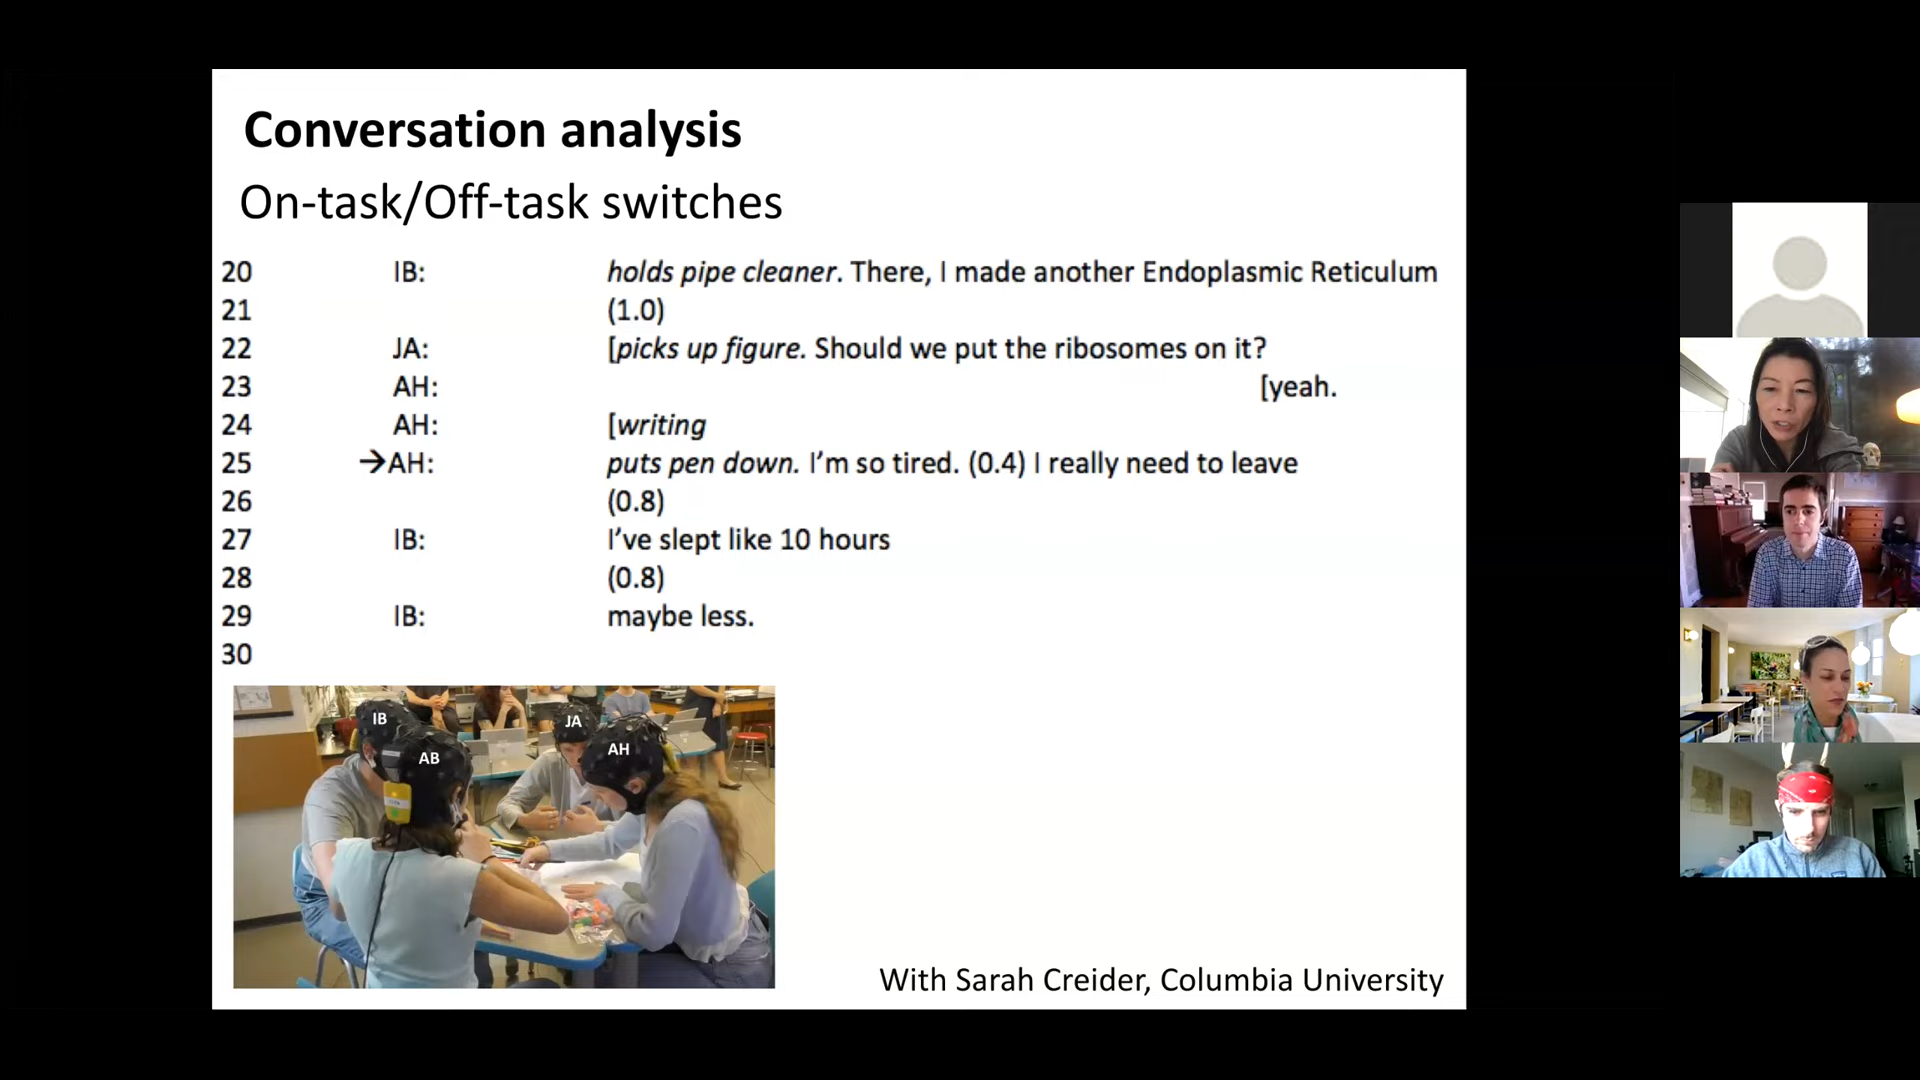 Conversation analysis
On-task/Off-task switches
20 IB: holds pipe cleaner. There, I made another Endoplasmic Reticulum
21 (1.0)
22 JA: [picks up figure. Should we put the ribosomes on it?
23 AH: [yeah.
24 AH: [writing
25 →AH: puts pen down. I'm so tired. (0.4) I really need to leave
26 (0.8)
27 IB: I've slept like 10 hours
28 (0.8)
29 IB: maybe less.
30
IB
JA
AB
AH
With Sarah Creider, Columbia University